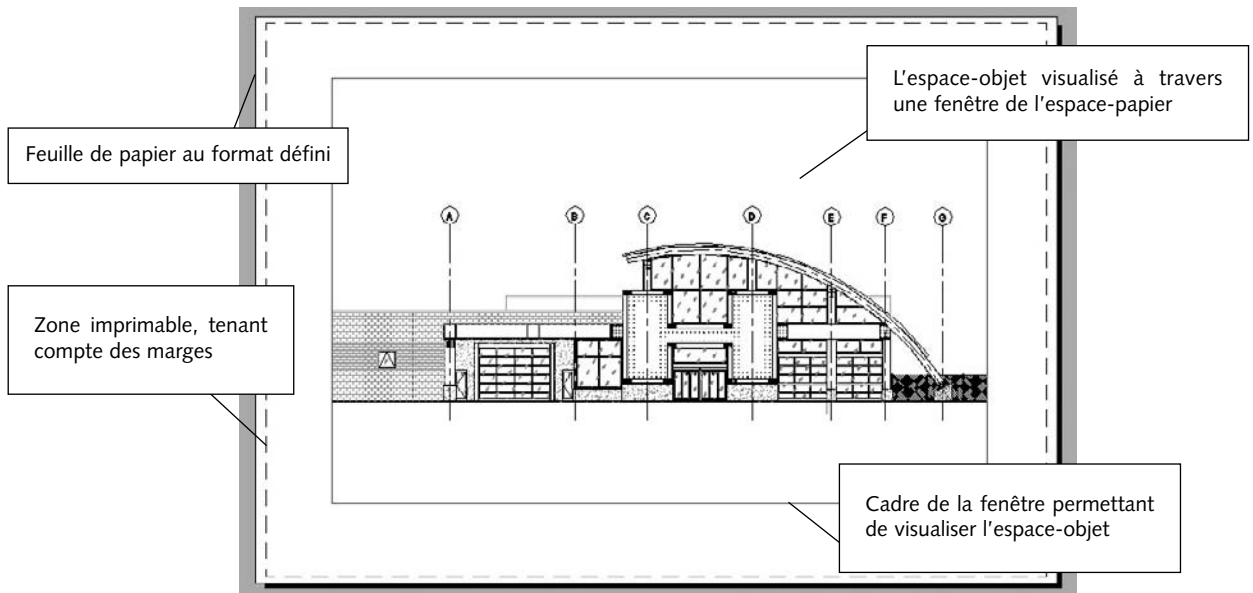 L'espace-objet visualisé à travers
une fenêtre de l'espace-papier
Feuille de papier au format défini
A B C D E F G
Zone imprimable, tenant
compte des marges
Cadre de la fenêtre permettant
de visualiser l'espace-objet